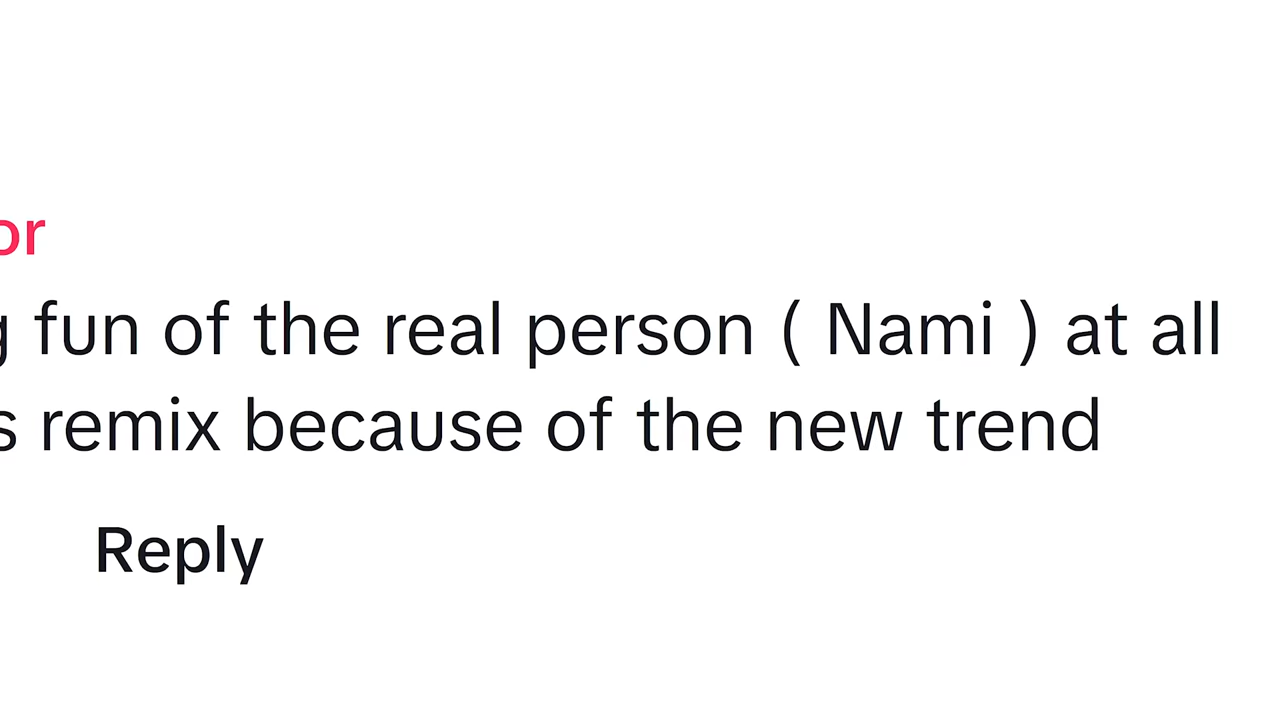 or
g fun of the real person ( Nami ) at all
s remix because of the new trend
Reply